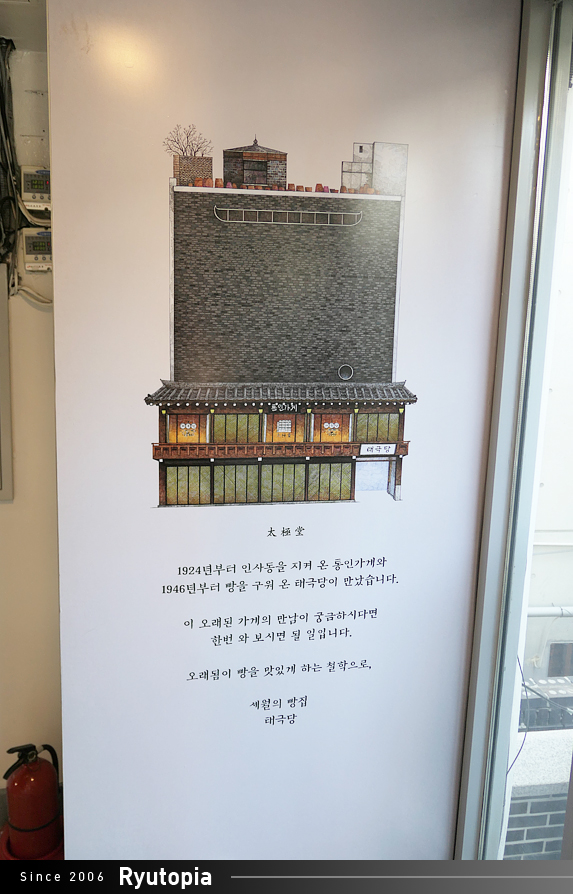 통인가게
태극당
太極堂
1924년부터 인사동을 지켜 온 통인가게와
1946년부터 빵을 구워 온 태극당이 만났습니다.
이 오래된 가게의 만남이 궁금하시다면
한번 와 보시면 될 일입니다.
오래됨이 빵을 맛있게 하는 철학으로,
세월의 빵집
태극당
Since 2006 Ryutopia